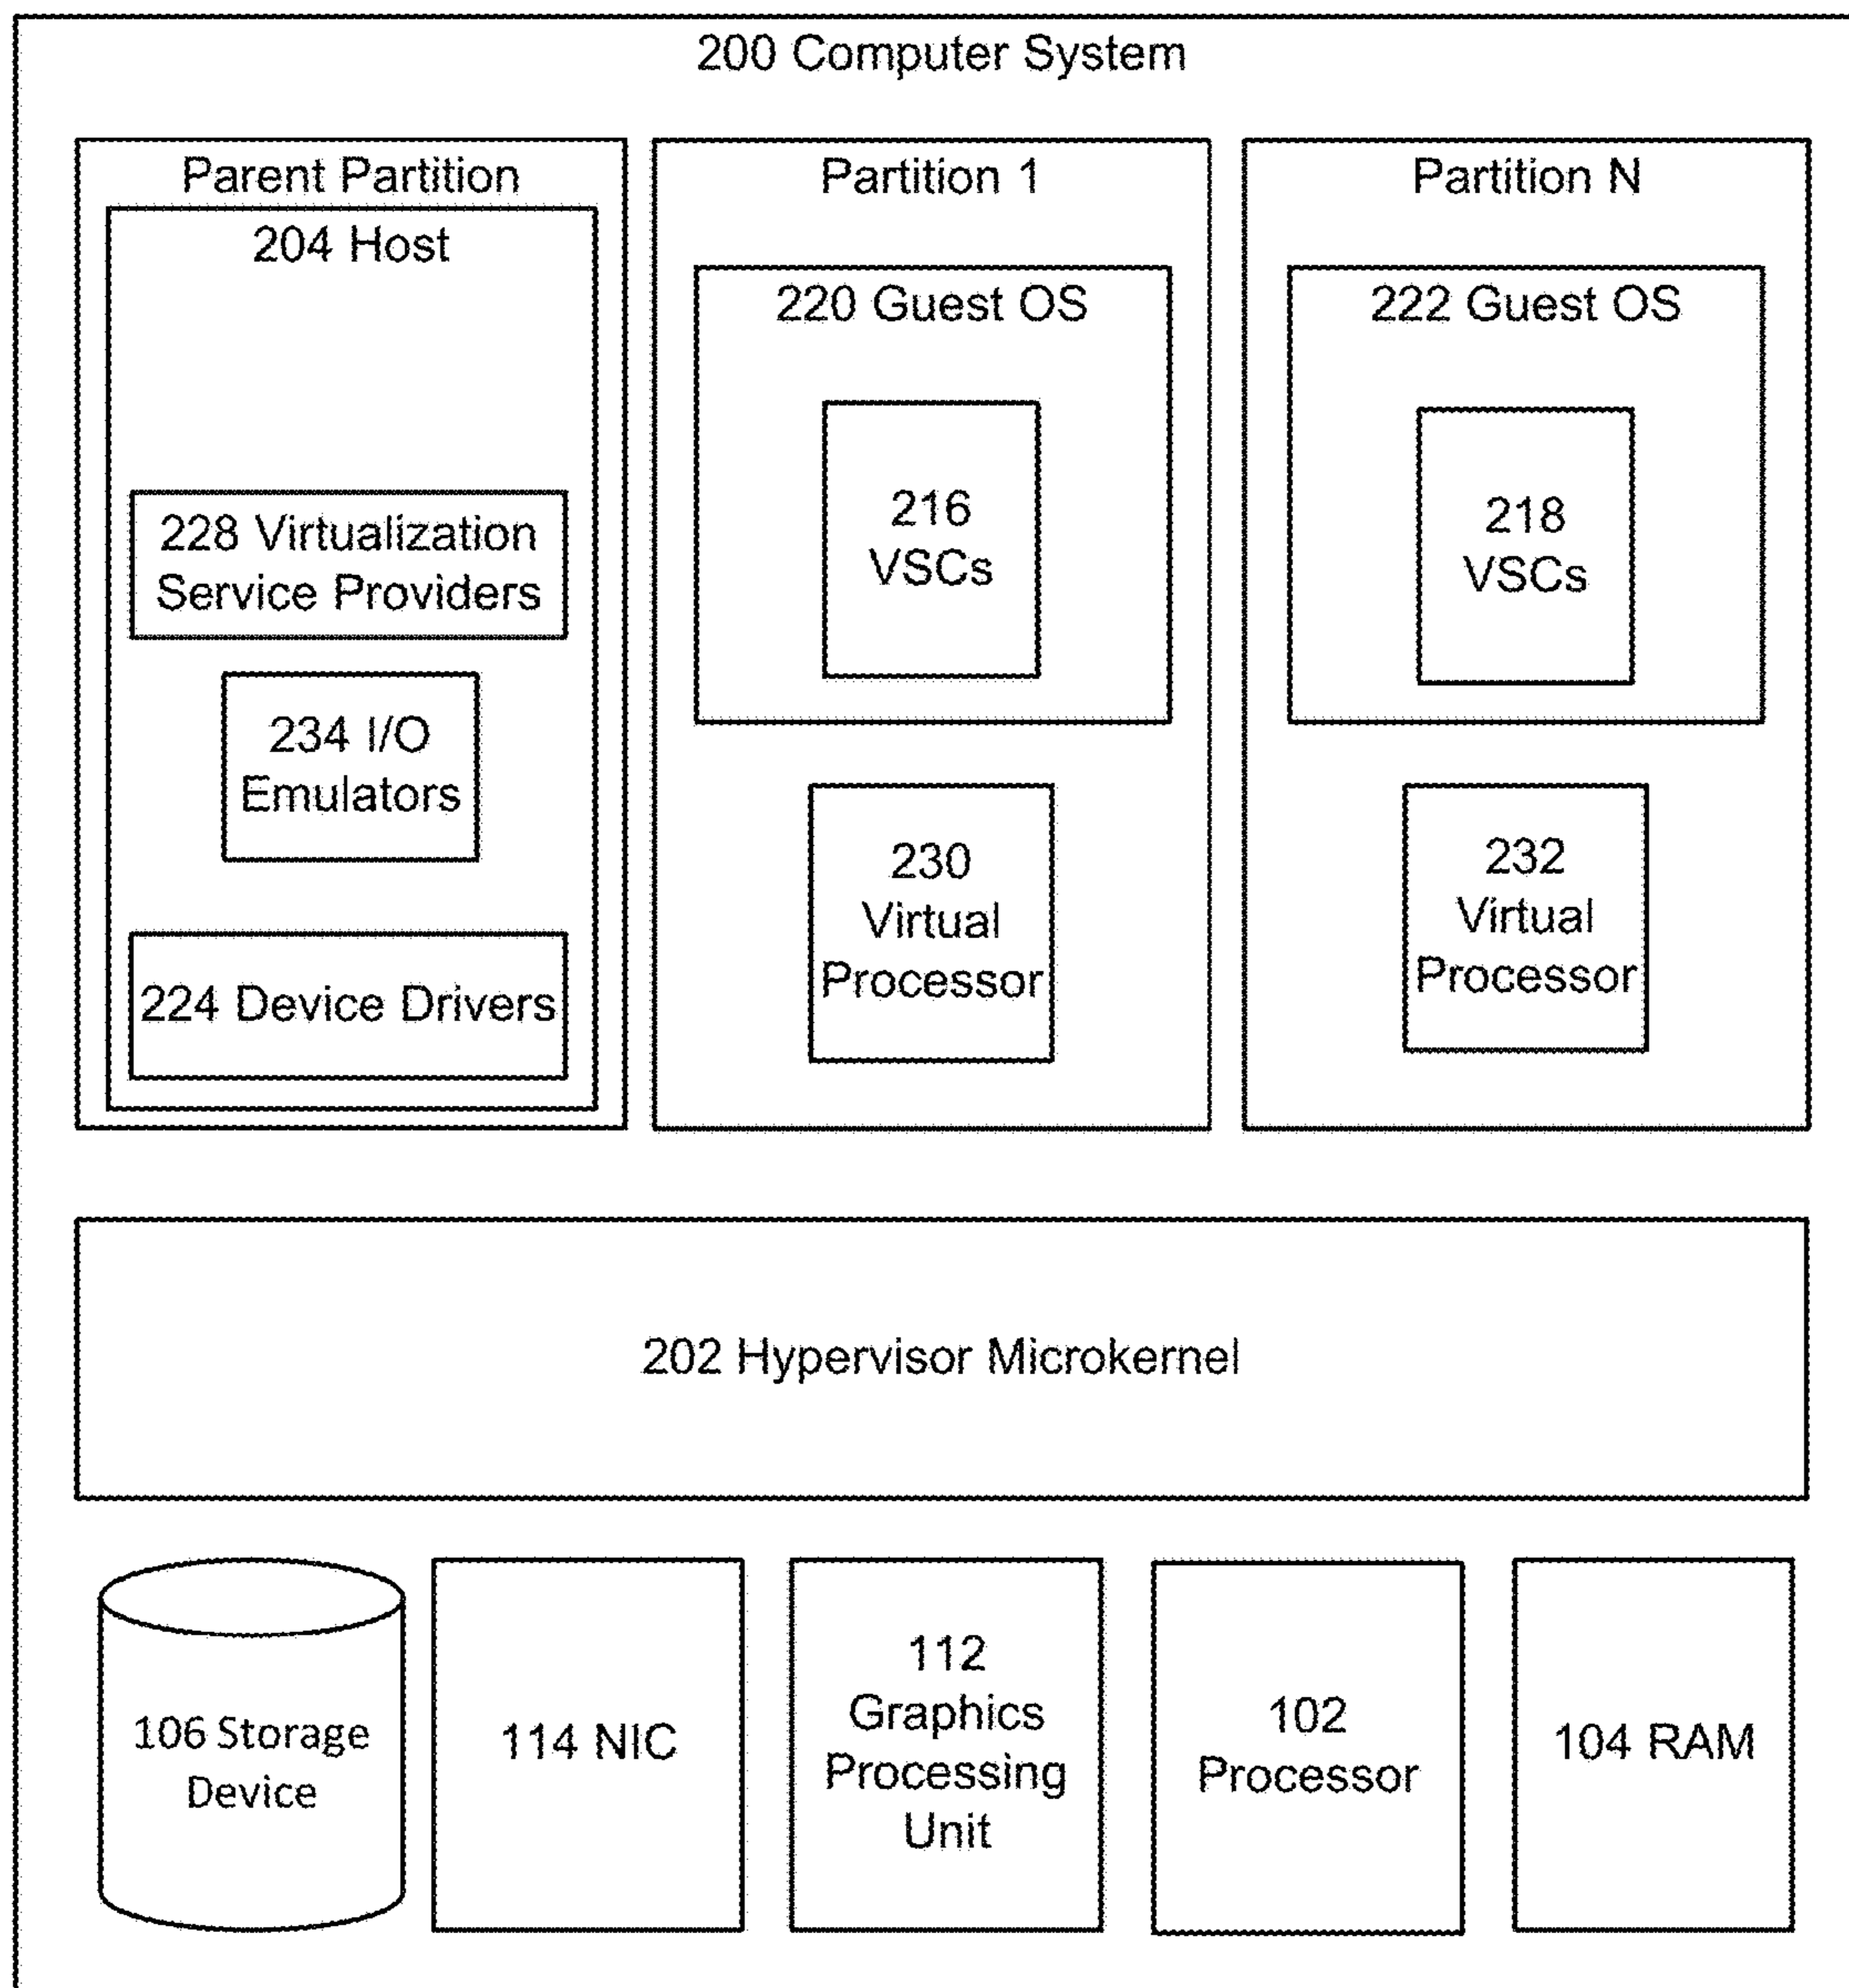 200 Computer System
Parent Partition
204 Host
228 Virtualization
Service Providers
234 I/O
Emulators
224 Device Drivers
Partition 1
220 Guest OS
216
VSCs
230
Virtual
Processor
Partition N
222 Guest OS
218
VSCs
232
Virtual
Processor
202 Hypervisor Microkernel
106 Storage
Device
114 NIC
112
Graphics
Processing
Unit
102
Processor
104 RAM